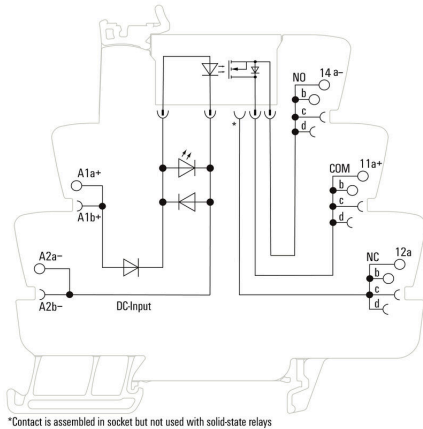 NO 14 a–
b
c
d
*
COM 11a+
b
c
d
A1a+
A1b+
NC 12a
b
c
d
A2a–
A2b–
DC-Input
*Contact is assembled in socket but not used with solid-state relays